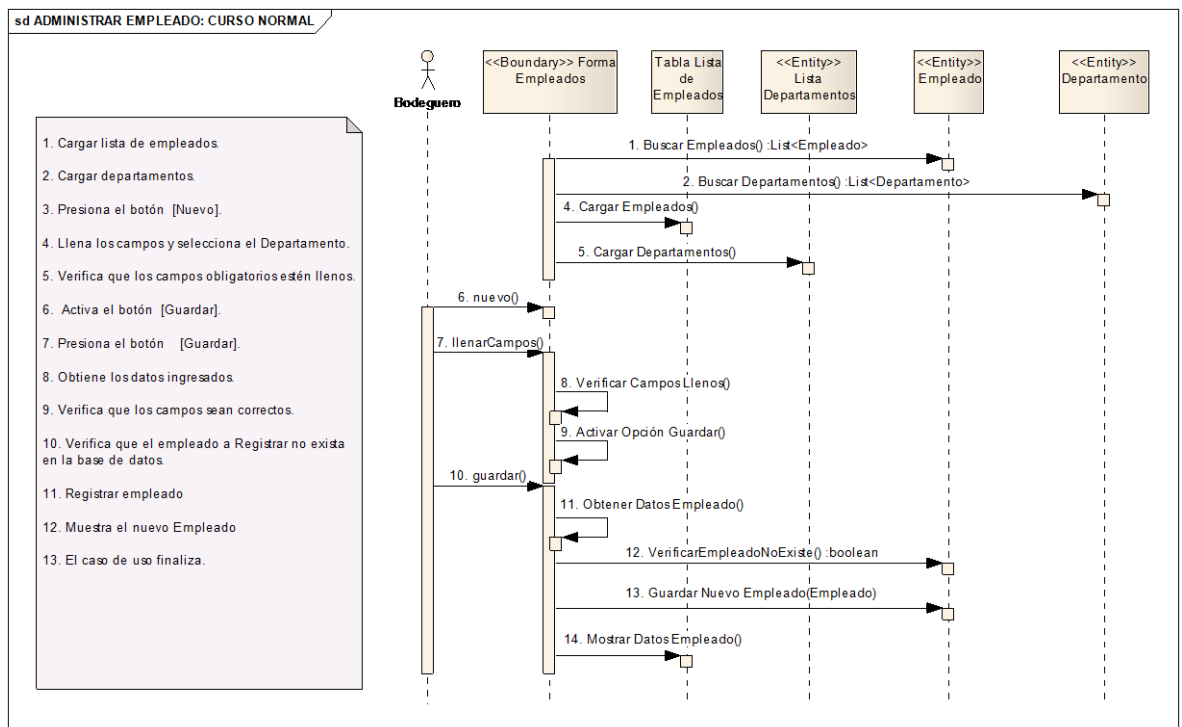 sd ADMINISTRAR EMPLEADO: CURSO NORMAL
Bodeguero
<<Boundary>> Forma
Empleados
Tabla Lista
de
Empleados
<<Entity>>
Lista
Departamentos
<<Entity>>
Empleado
<<Entity>>
Departamento
1. Cargar lista de empleados.
2. Cargar departamentos.
3. Presiona el botón [Nuevo].
4. Llena los campos y selecciona el Departamento.
5. Verifica que los campos obligatorios estén llenos.
6. Activa el botón [Guardar].
7. Presiona el botón [Guardar].
8. Obtiene los datos ingresados.
9. Verifica que los campos sean correctos.
10. Verifica que el empleado a Registrar no exista
en la base de datos.
11. Registrar empleado
12. Muestra el nuevo Empleado
13. El caso de uso finaliza.
1. Buscar Empleados() :List<Empleado>
2. Buscar Departamentos() :List<Departamento>
4. Cargar Empleados()
5. Cargar Departamentos()
6. nuevo()
7. llenarCampos()
8. Verificar Campos Llenos()
9. Activar Opción Guardar()
10. guardar()
11. Obtener Datos Empleado()
12. VerificarEmpleadoNoExiste() :boolean
13. Guardar Nuevo Empleado(Empleado)
14. Mostrar Datos Empleado()